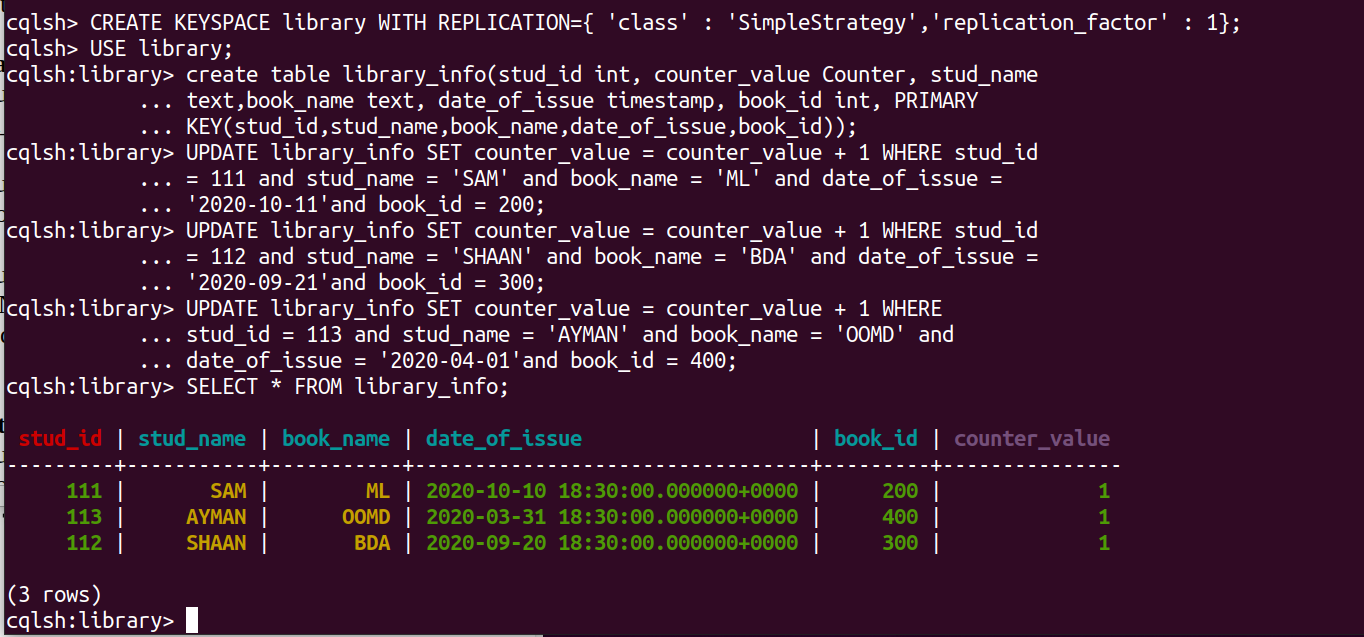 cqlsh> CREATE KEYSPACE library WITH REPLICATION={ 'class' : 'SimpleStrategy','replication_factor' : 1};
cqlsh> USE library;
cqlsh:library> create table library_info(stud_id int, counter_value Counter, stud_name
           ... text,book_name text, date_of_issue timestamp, book_id int, PRIMARY
           ... KEY(stud_id,stud_name,book_name,date_of_issue,book_id));
cqlsh:library> UPDATE library_info SET counter_value = counter_value + 1 WHERE stud_id
           ... = 111 and stud_name = 'SAM' and book_name = 'ML' and date_of_issue =
           ... '2020-10-11'and book_id = 200;
cqlsh:library> UPDATE library_info SET counter_value = counter_value + 1 WHERE stud_id
           ... = 112 and stud_name = 'SHAAN' and book_name = 'BDA' and date_of_issue =
           ... '2020-09-21'and book_id = 300;
cqlsh:library> UPDATE library_info SET counter_value = counter_value + 1 WHERE
           ... stud_id = 113 and stud_name = 'AYMAN' and book_name = 'OOMD' and
           ... date_of_issue = '2020-04-01'and book_id = 400;
cqlsh:library> SELECT * FROM library_info;
 stud_id | stud_name | book_name | date_of_issue                   | book_id | counter_value
---------+-----------+-----------+---------------------------------+---------+---------------
     111 |       SAM |        ML | 2020-10-10 18:30:00.000000+0000 |     200 |             1
     113 |     AYMAN |      OOMD | 2020-03-31 18:30:00.000000+0000 |     400 |             1
     112 |     SHAAN |       BDA | 2020-09-20 18:30:00.000000+0000 |     300 |             1
(3 rows)
cqlsh:library>